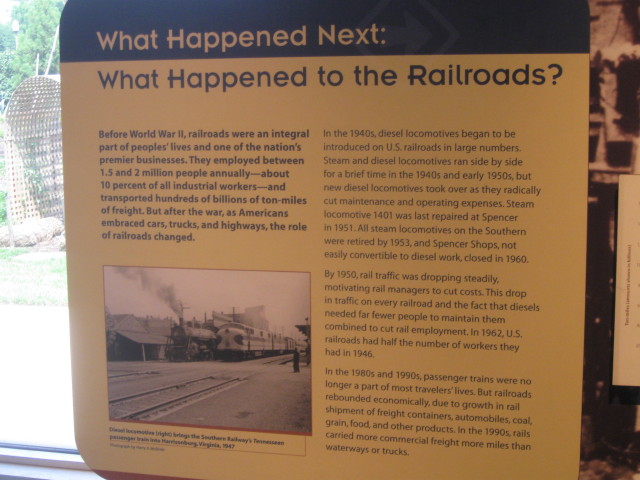 What Happened Next:
What Happened to the Railroads?
Before World War II, railroads were an integral
part of peoples' lives and one of the nation's
premier businesses. They employed between
1.5 and 2 million people annually—about
10 percent of all industrial workers—and
transported hundreds of billions of ton-miles
of freight. But after the war, as Americans
embraced cars, trucks, and highways, the role
of railroads changed.
Diesel locomotive (right) brings the Southern Railway's Tennessean
passenger train into Harrisonburg, Virginia, 1947
In the 1940s, diesel locomotives began to be
introduced on U.S. railroads in large numbers.
Steam and diesel locomotives ran side by side
for a brief time in the 1940s and early 1950s, but
new diesel locomotives took over as they radically
cut maintenance and operating expenses. Steam
locomotive 1401 was last repaired at Spencer
in 1951. All steam locomotives on the Southern
were retired by 1953, and Spencer Shops, not
easily convertible to diesel work, closed in 1960.
By 1950, rail traffic was dropping steadily,
motivating rail managers to cut costs. This drop
in traffic on every railroad and the fact that diesels
needed far fewer people to maintain them
combined to cut rail employment. In 1962, U.S.
railroads had half the number of workers they
had in 1946.
In the 1980s and 1990s, passenger trains were no
longer a part of most travelers' lives. But railroads
rebounded economically, due to growth in rail
shipment of freight containers, automobiles, coal,
grain, food, and other products. In the 1990s, rails
carried more commercial freight more miles than
waterways or trucks.